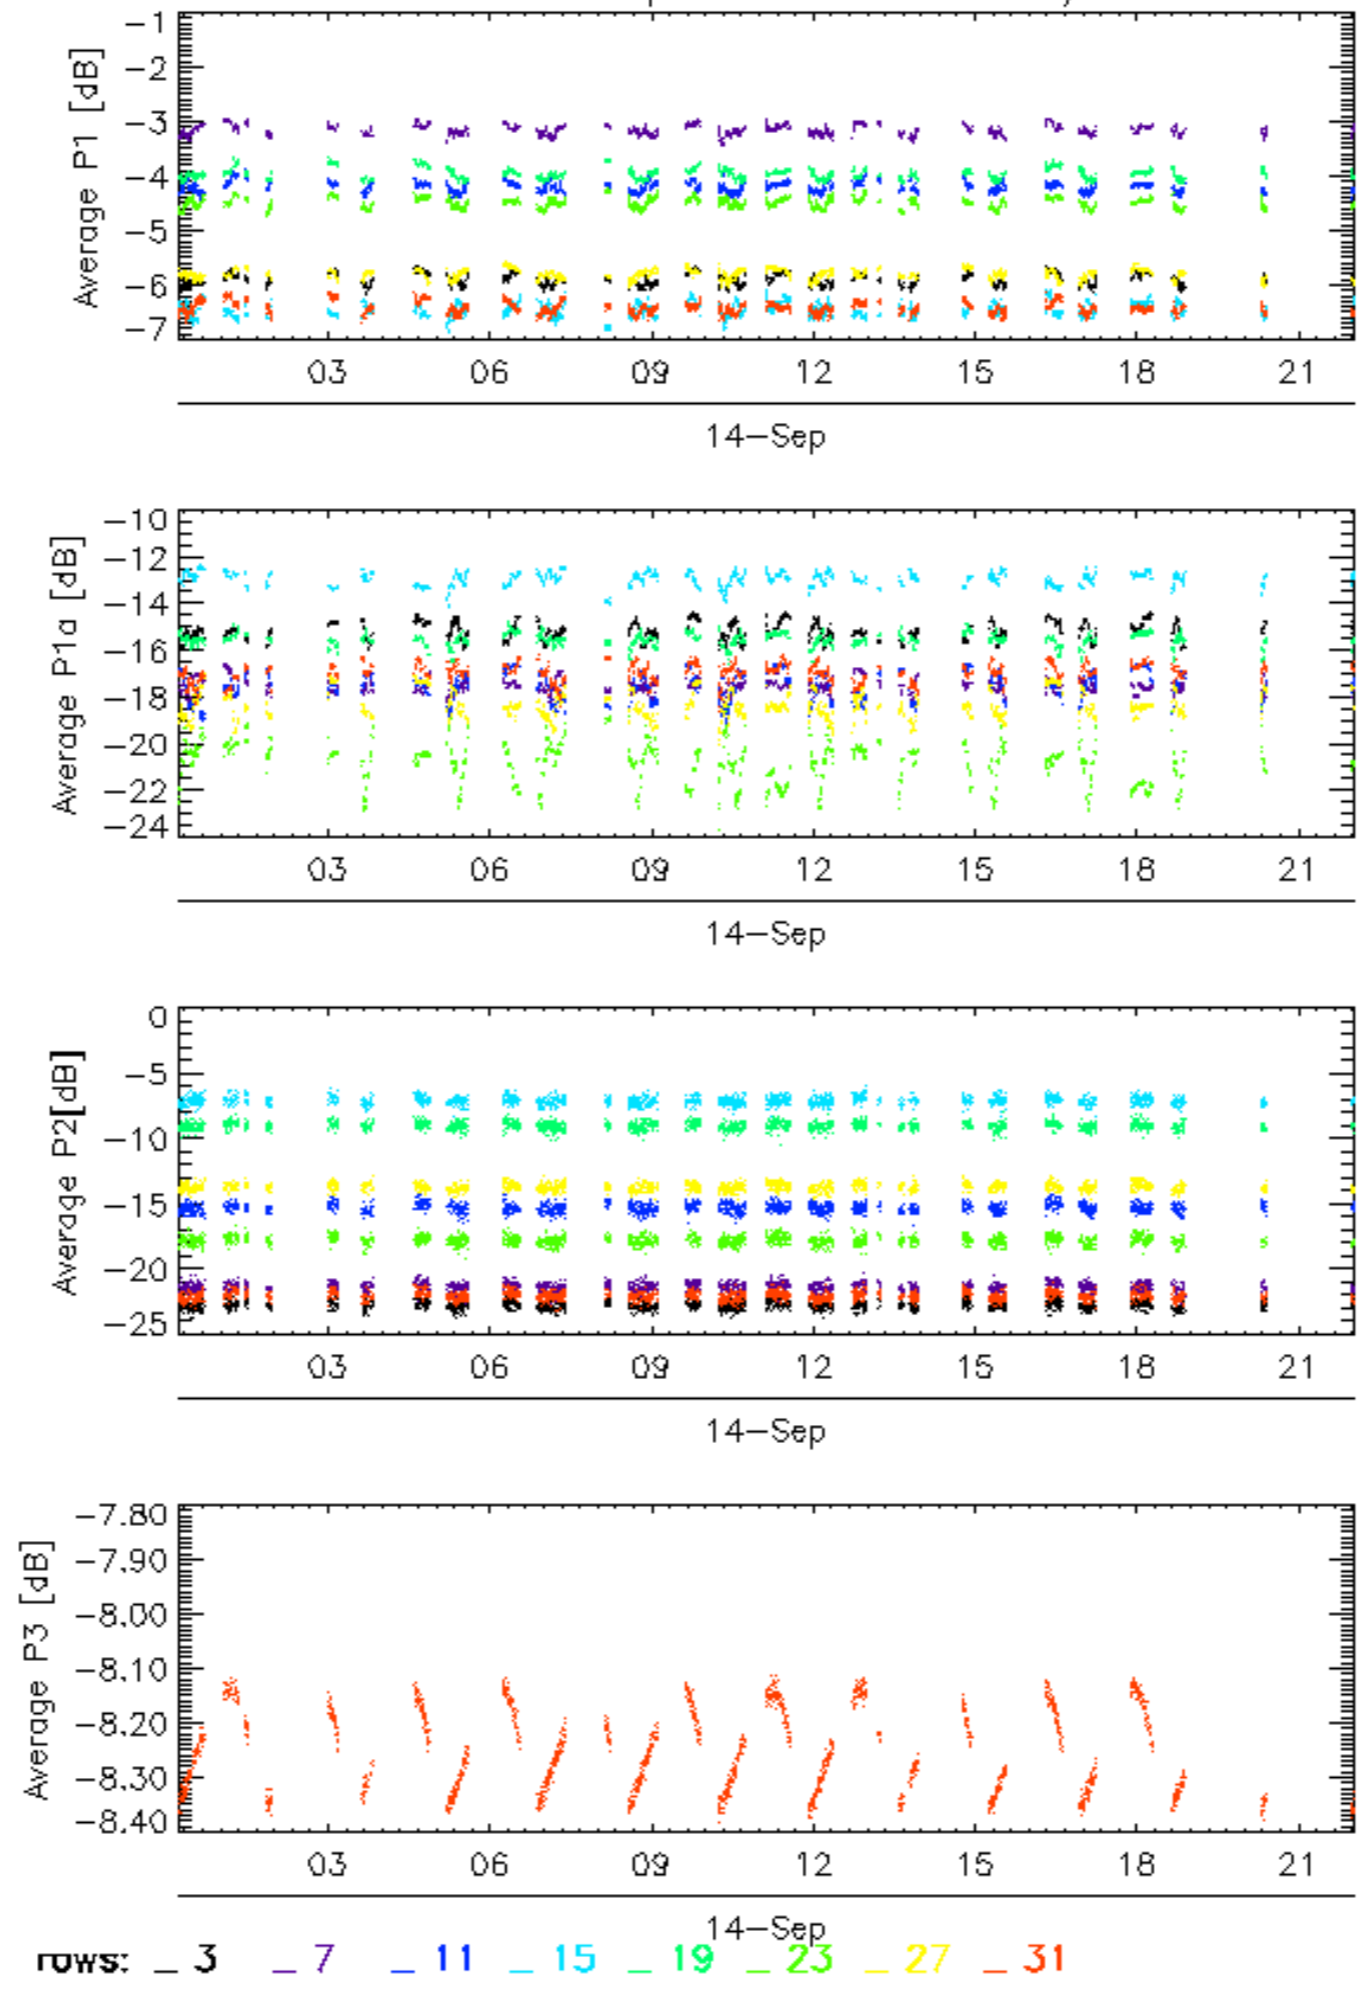 Average P1 [dB]
-1
-2
-3
-4
-5
-6
-7
03 06 09 12 15 18 21
14-Sep
Average P1a [dB]
-10
-12
-14
-16
-18
-20
-22
-24
03 06 09 12 15 18 21
14-Sep
Average P2[dB]
0
-5
-10
-15
-20
-25
03 06 09 12 15 18 21
14-Sep
Average P3 [dB]
-7.80
-7.90
-8.00
-8.10
-8.20
-8.30
-8.40
03 06 09 12 15 18 21
14-Sep
rows: _ 3 _ 7 _ 11 _ 15 _ 19 _ 23 _ 27 _ 31